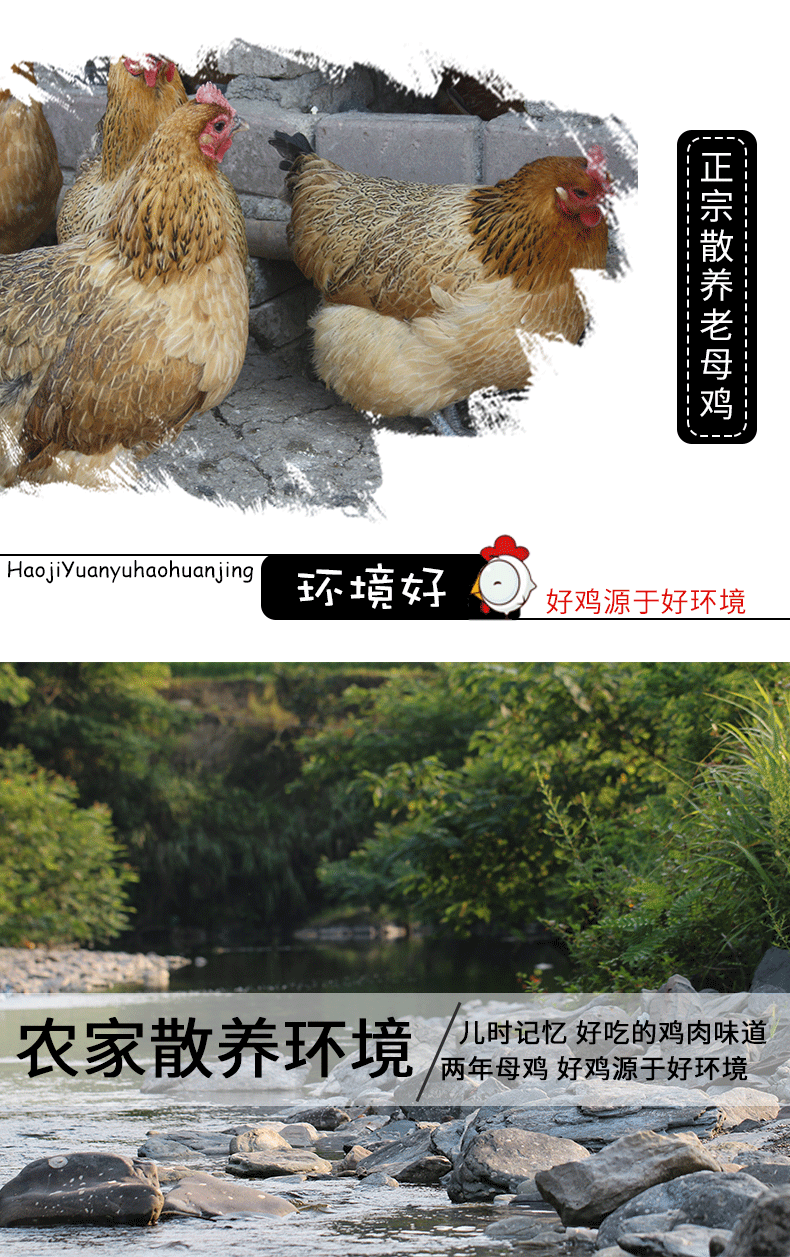 正宗散养老母鸡
HaojiYuanyuhaohuanjing
环境好
好鸡源于好环境
农家散养环境
儿时记忆 好吃的鸡肉味道
两年母鸡 好鸡源于好环境